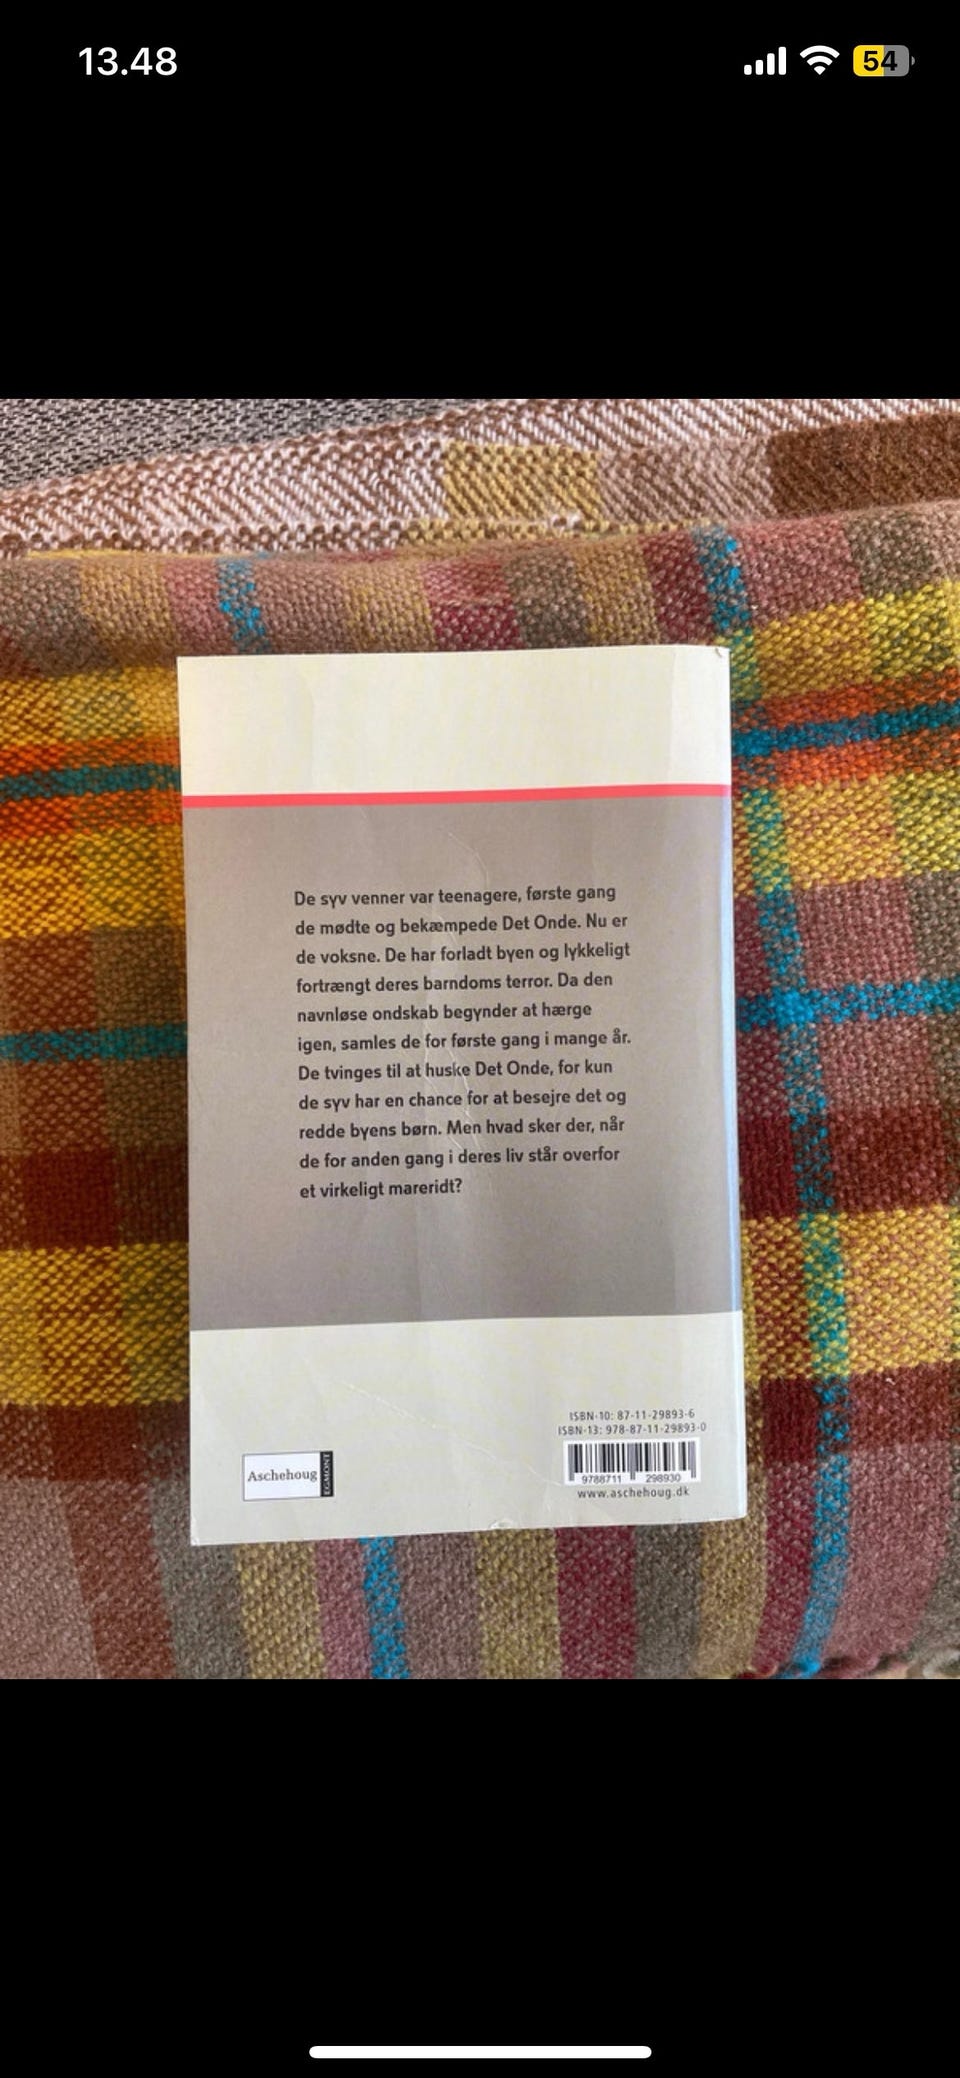 13.48
54
De syv venner var teenagere, første gang
de mødte og bekæmpede Det Onde. Nu er
de voksne. De har forladt byen og lykkeligt
fortrængt deres barndoms terror. Da den
navnløse ondskab begynder at hærge
igen, samles de for første gang i mange år.
De tvinges til at huske Det Onde, for kun
de syv har en chance for at besejre det og
redde byens børn. Men hvad sker der, når
de for anden gang i deres liv står overfor
et virkeligt mareridt?
ISBN-10: 87-11-29893-6
ISBN-13: 978-87-11-29893-0
9788711 298930
www.aschehoug.dk
Aschehoug
EGMONT